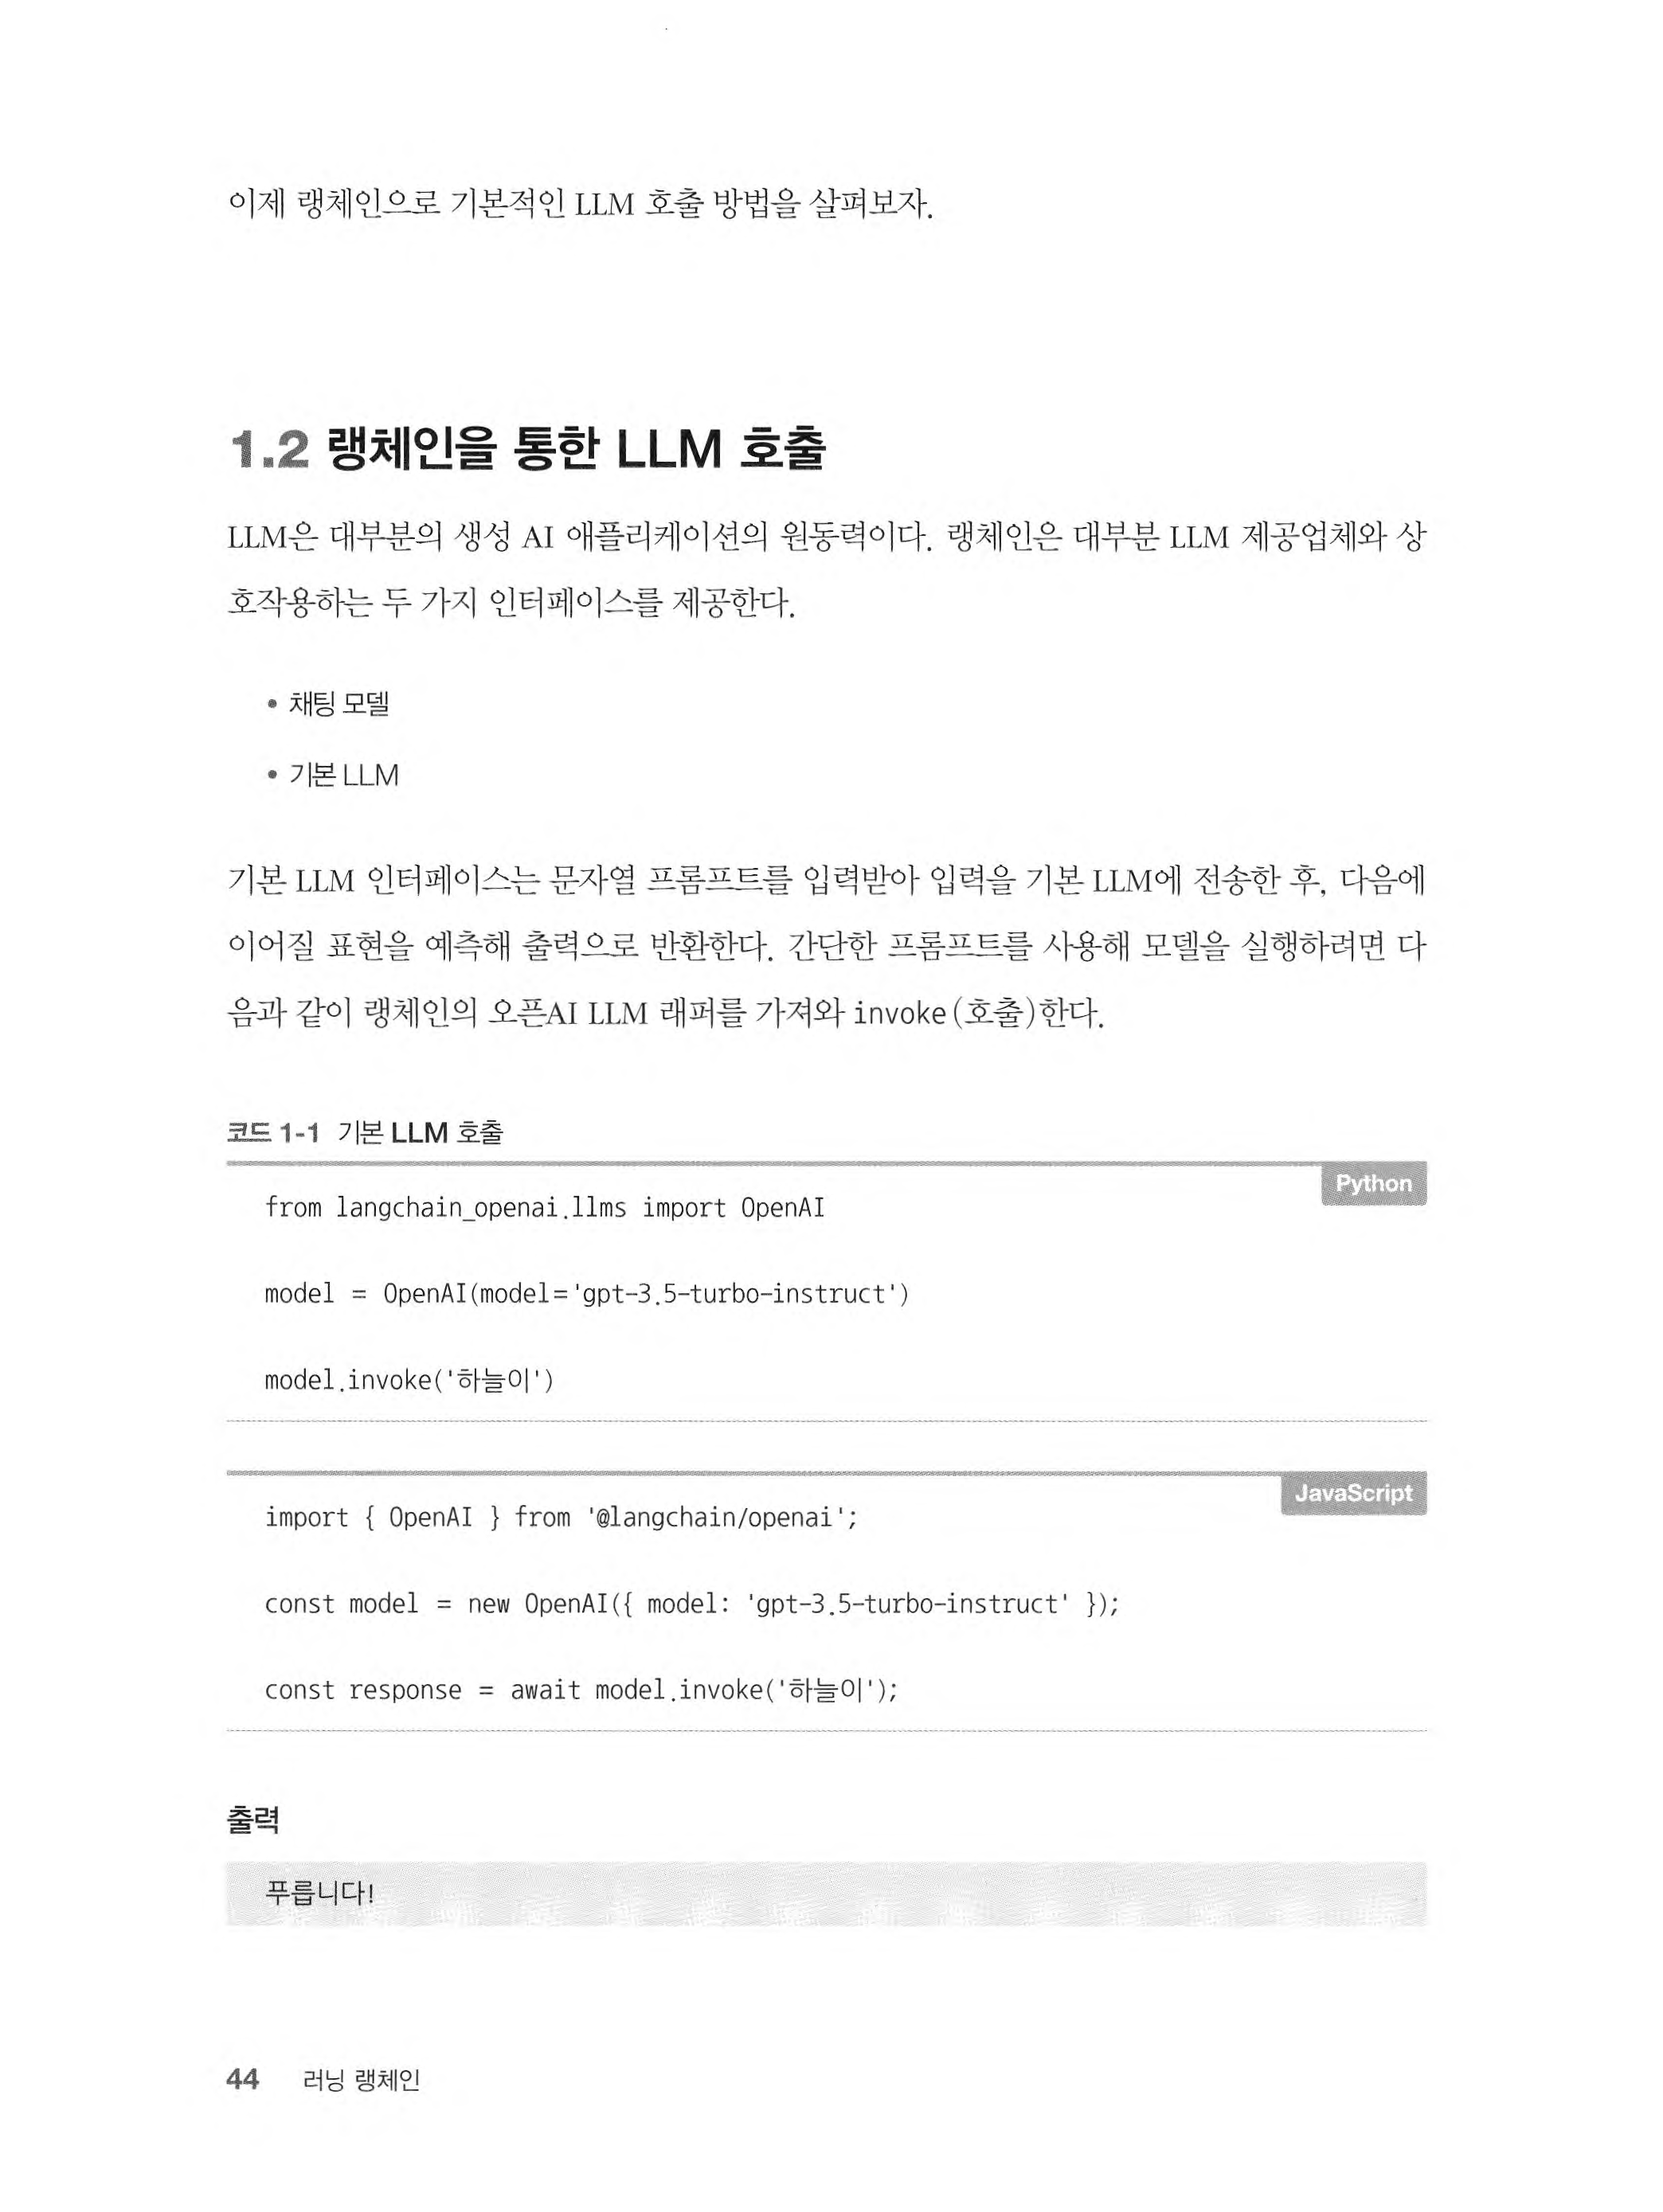 이제 랭체인으로 기본적인 LLM 호출 방법을 살펴보자.
1.2 랭체인을 통한 LLM 호출
LLM은 대부분의 생성 AI 애플리케이션의 원동력이다. 랭체인은 대부분 LLM 제공업체와 상
호작용하는 두 가지 인터페이스를 제공한다.
• 채팅 모델
• 기본 LLM
기본 LLM 인터페이스는 문자열 프롬프트를 입력받아 입력을 기본 LLM에 전송한 후, 다음에
이어질 표현을 예측해 출력으로 반환한다. 간단한 프롬프트를 사용해 모델을 실행하려면 다
음과 같이 랭체인의 오픈AI LLM 래퍼를 가져와 invoke(호출)한다.
코드 1-1 기본 LLM 호출
Python
from langchain_openai.llms import OpenAI
model = OpenAI(model='gpt-3.5-turbo-instruct')
model.invoke('하늘이')
JavaScript
import { OpenAI } from '@langchain/openai';
const model = new OpenAI({ model: 'gpt-3.5-turbo-instruct' });
const response = await model.invoke('하늘이');
출력
푸릅니다!
44 러닝 랭체인